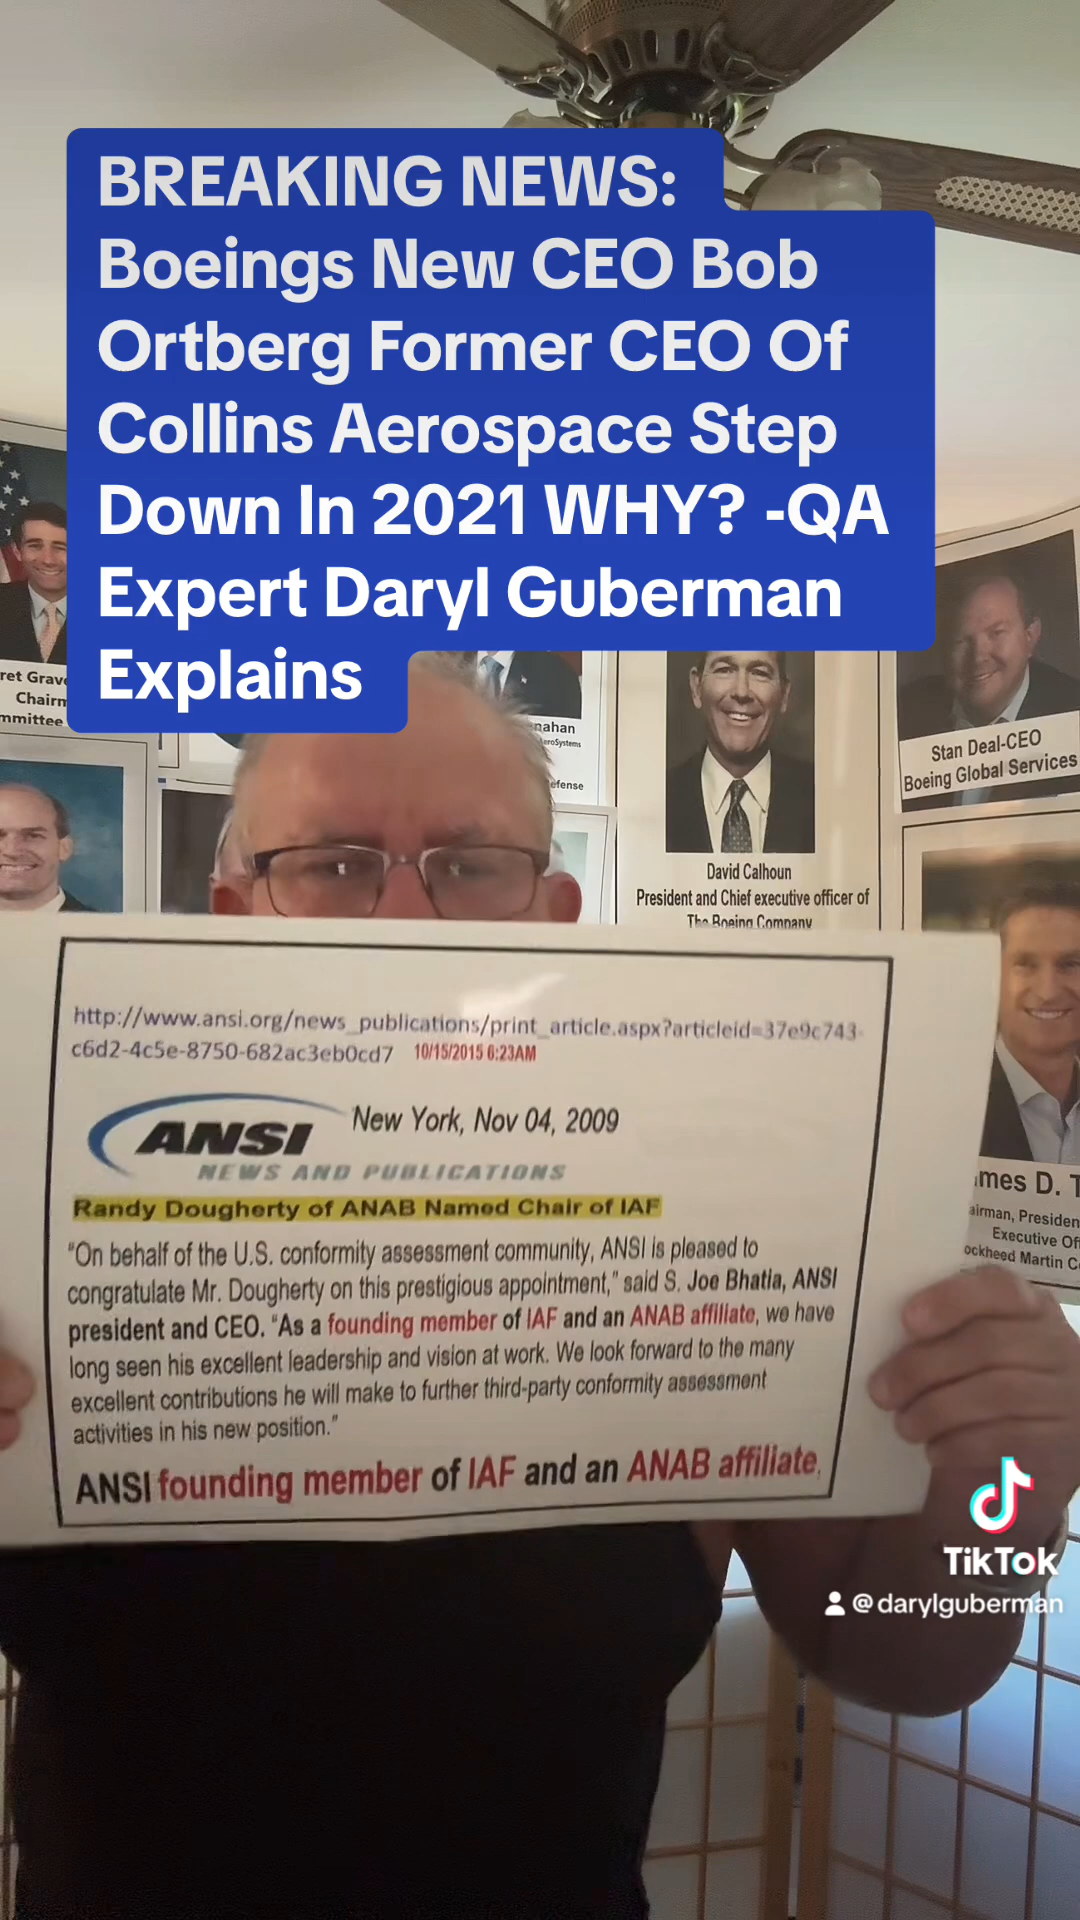 BREAKING NEWS:
Boeings New CEO Bob
Ortberg Former CEO Of
Collins Aerospace Step
Down In 2021 WHY? -QA
Expert Daryl Guberman
Explains
ret Grave
Chairm
mmittee
nahan
AeroSystems
efense
David Calhoun
President and Chief executive officer of
The Boeing Company
Stan Deal-CEO
Boeing Global Services
mes D. T
airman, Presiden
Executive Of
ockheed Martin C
http://www.ansi.org/news_publications/print_article.aspx?articleid=37e9c743-
c6d2-4c5e-8750-682ac3eb0cd7 10/15/2015 6:23AM
ANSI New York, Nov 04, 2009
NEWS AND PUBLICATIONS
Randy Dougherty of ANAB Named Chair of IAF
"On behalf of the U.S. conformity assessment community, ANSI is pleased to
congratulate Mr. Dougherty on this prestigious appointment," said S. Joe Bhatia, ANSI
president and CEO. "As a founding member of IAF and an ANAB affiliate, we have
long seen his excellent leadership and vision at work. We look forward to the many
excellent contributions he will make to further third-party conformity assessment
activities in his new position."
ANSI founding member of IAF and an ANAB affiliate,
TikTok
@darylguberman